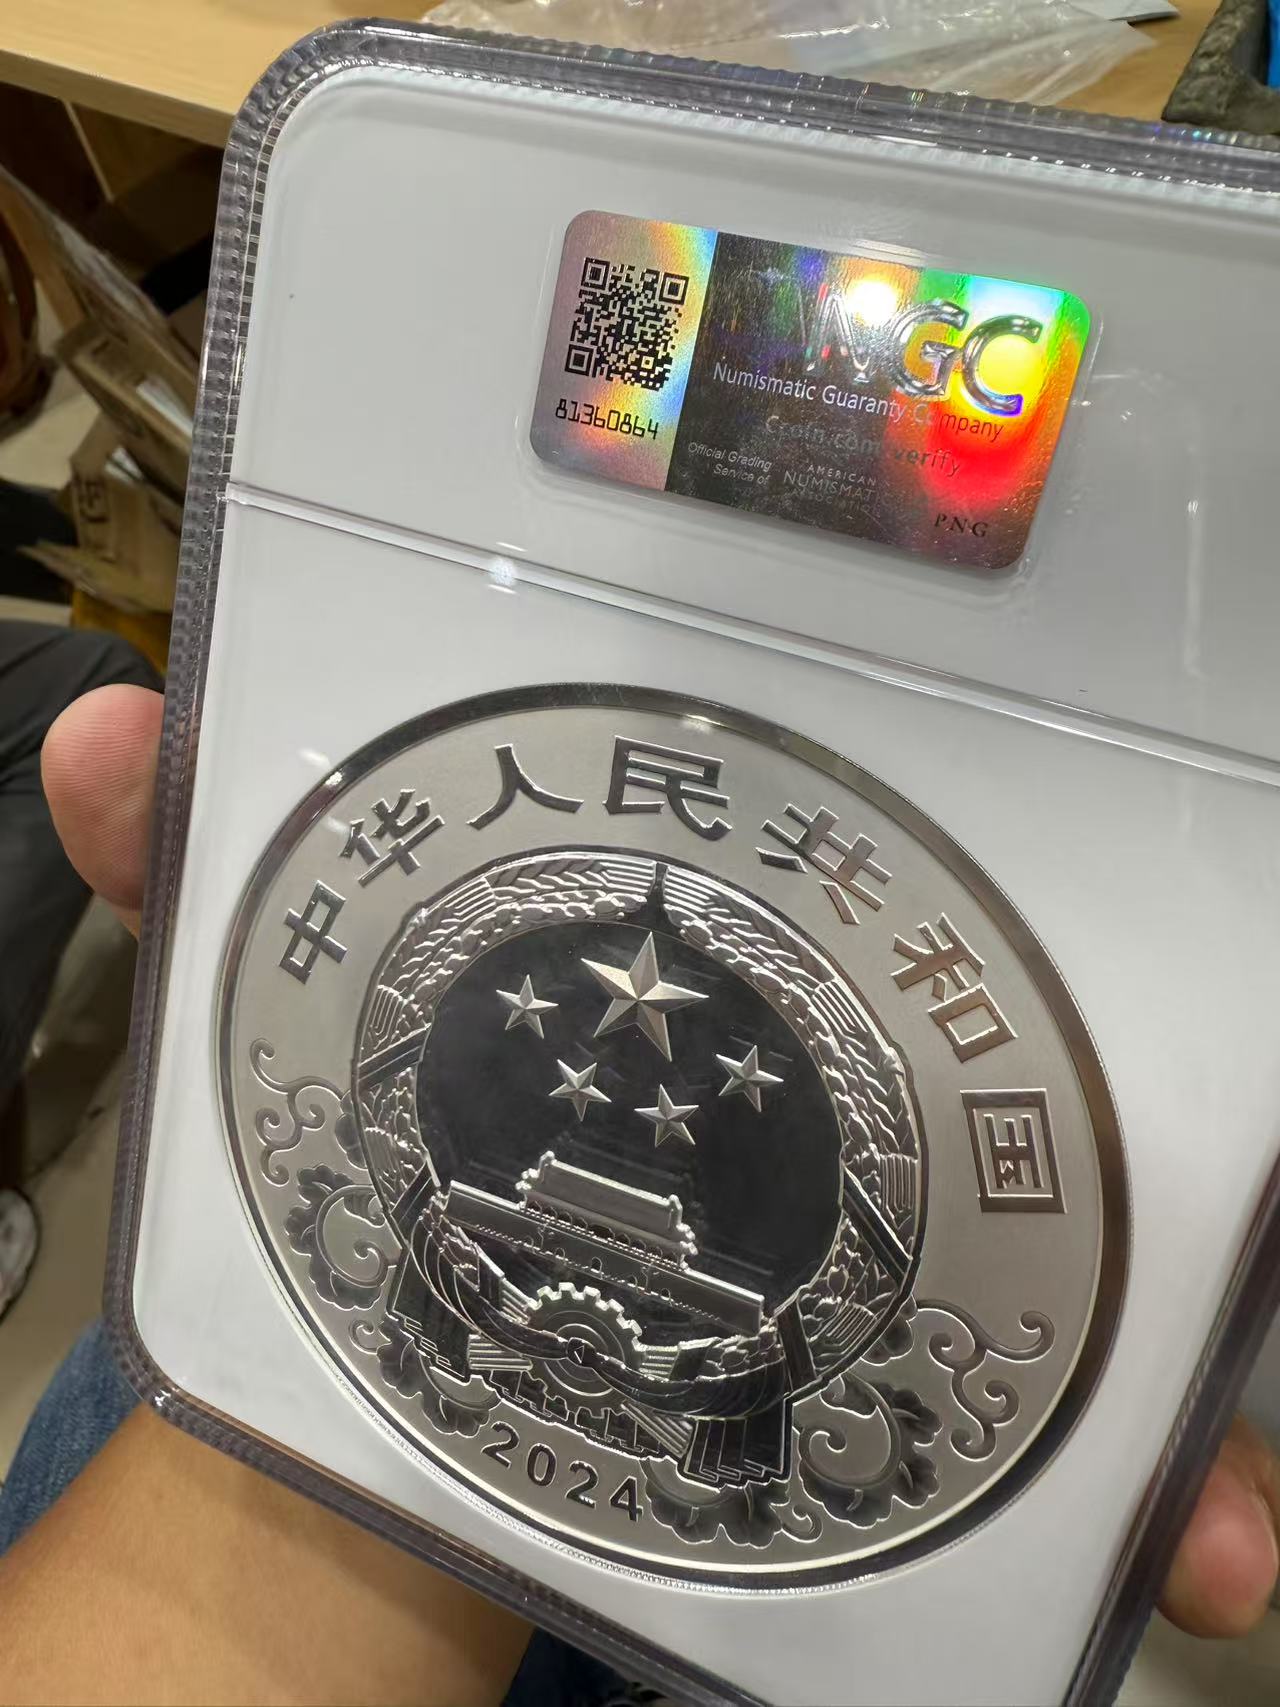 NGC
Numismatic Guaranty Company
verify
81360864
Official Grading
Service of
AMERICAN
NUMISMATIC
PNG
中华人民共和国
2024